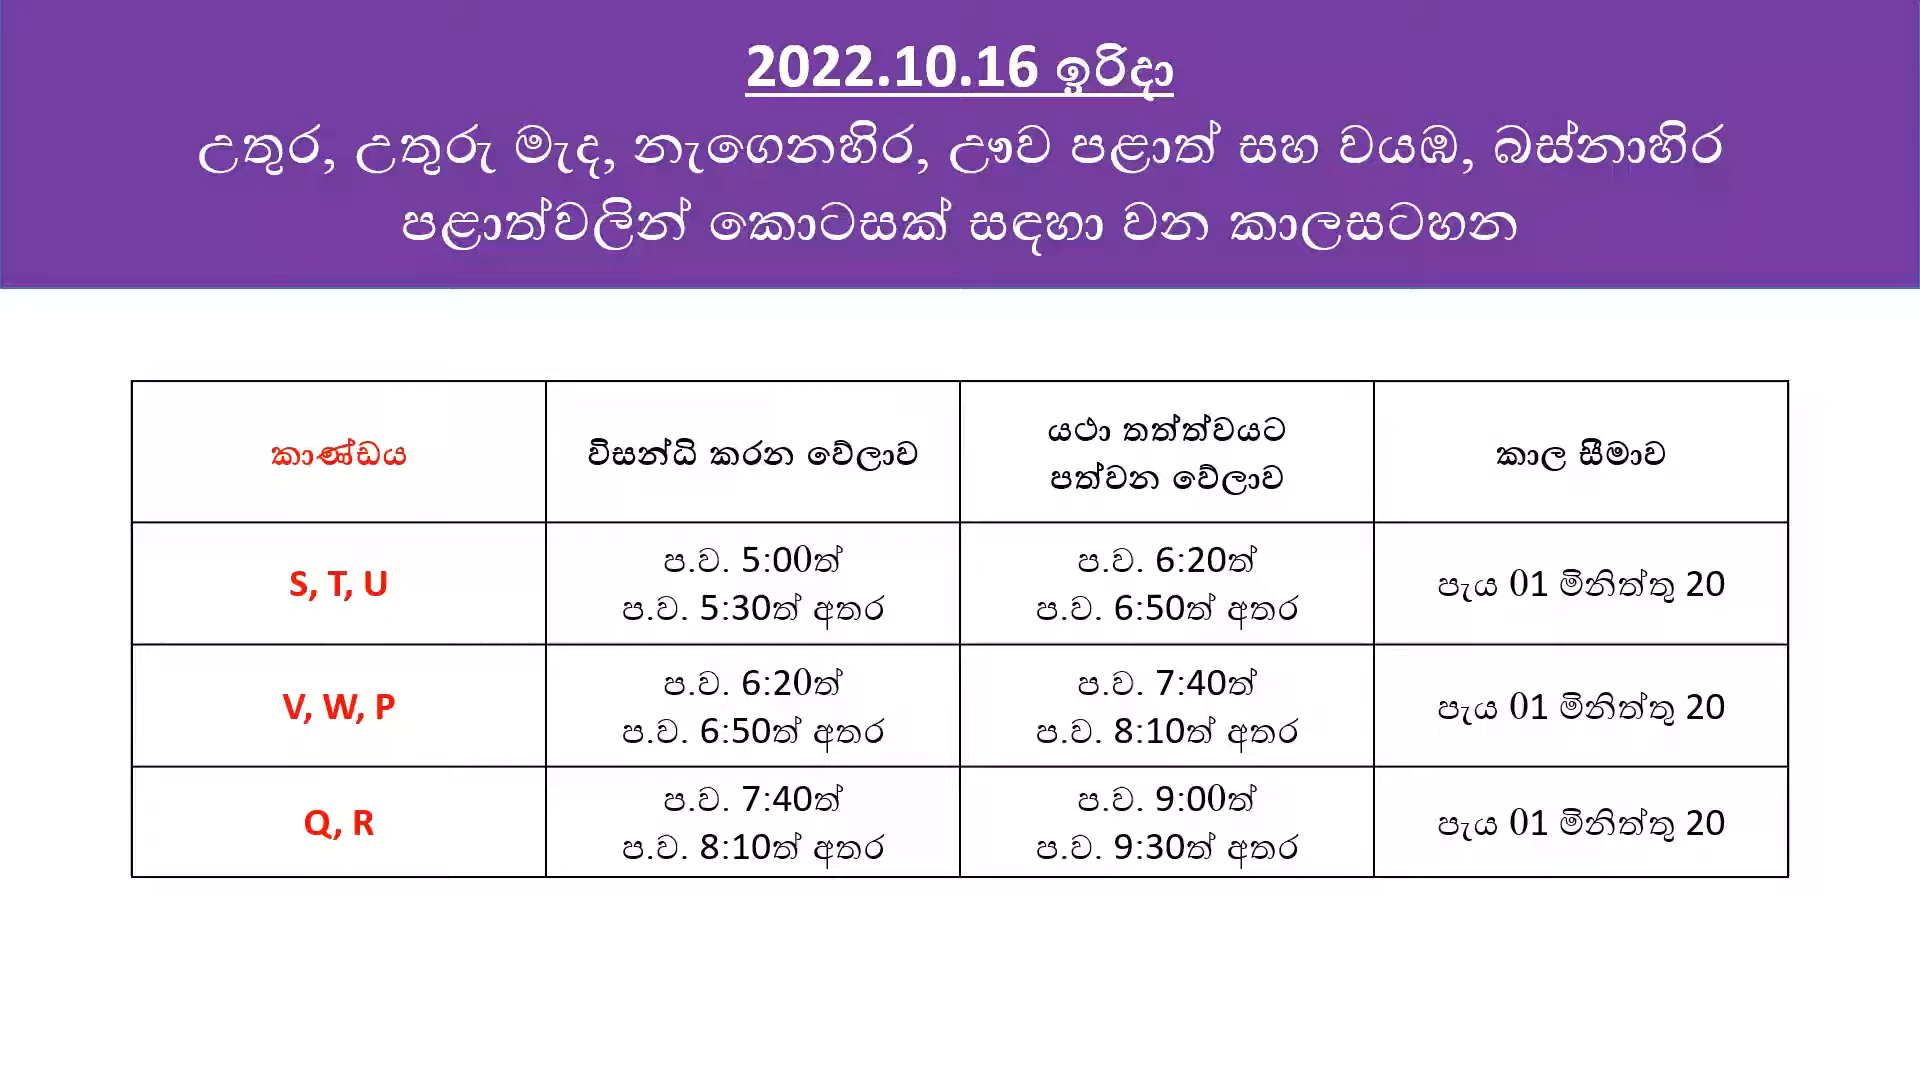 2022.10.16 ඉරිදා
උතුර, උතුරු මැද, නැගෙනහිර, ඌව පළාත් සහ වයඹ, බස්නාහිර
පළාත්වලින් කොටසක් සඳහා වන කාලසටහන
කාණ්ඩය
විසන්ධි කරන වේලාව
යථා තත්ත්වයට
පත්වන වේලාව
කාල සීමාව
S, T, U
ප.ව. 5:00ත්
ප.ව. 5:30ත් අතර
ප.ව. 6:20ත්
ප.ව. 6:50ත් අතර
පැය 01 මිනිත්තු 20
V, W, P
ප.ව. 6:20ත්
ප.ව. 6:50ත් අතර
ප.ව. 7:40ත්
ප.ව. 8:10ත් අතර
පැය 01 මිනිත්තු 20
Q, R
ප.ව. 7:40ත්
ප.ව. 8:10ත් අතර
ප.ව. 9:00ත්
ප.ව. 9:30ත් අතර
පැය 01 මිනිත්තු 20